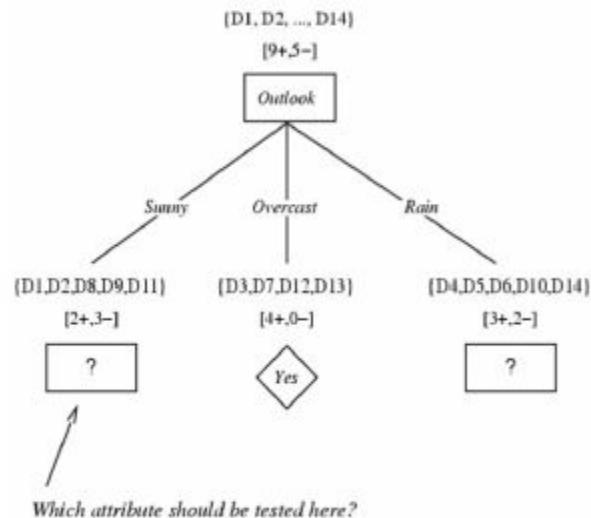 {D1, D2, ..., D14}
[9+,5−]
Outlook
Sunny
Overcast
Rain
{D1,D2,D8,D9,D11}
{D3,D7,D12,D13}
{D4,D5,D6,D10,D14}
[2+,3−]
[4+,0−]
[3+,2−]
?
Yes
?
Which attribute should be tested here?